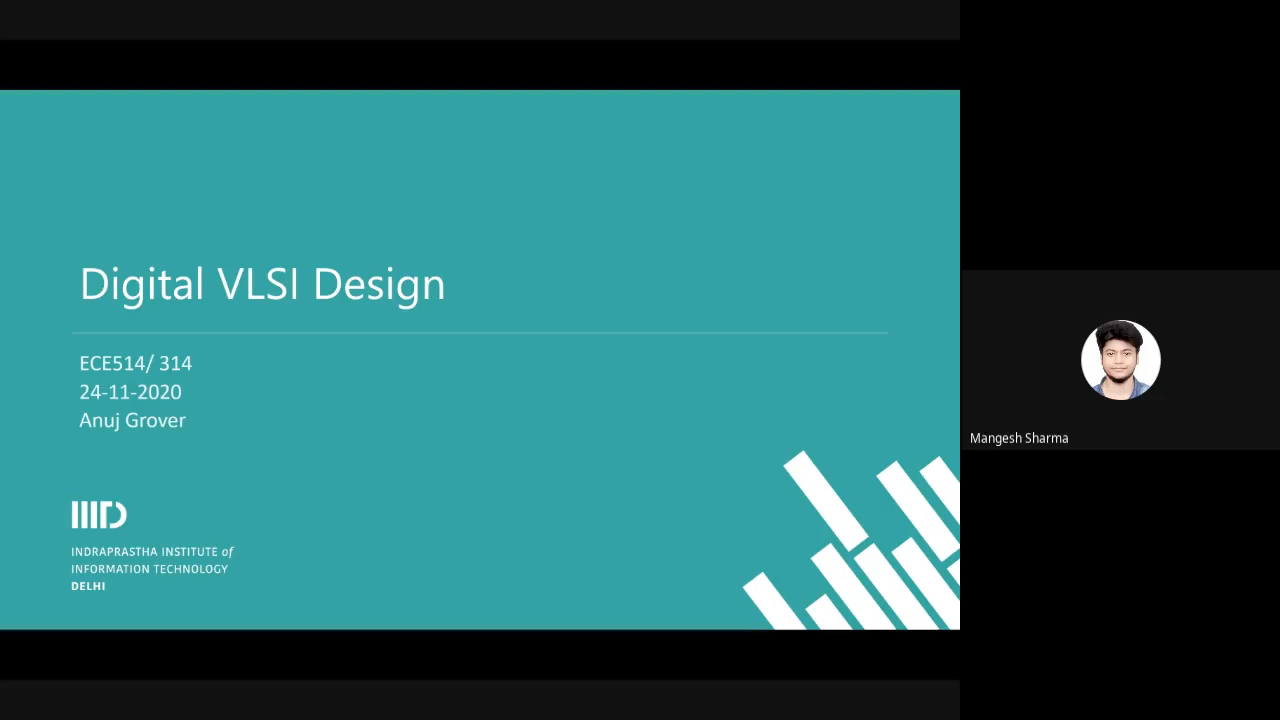 Digital VLSI Design
ECE514/ 314
24-11-2020
Anuj Grover
IIITD
INDRAPRASTHA INSTITUTE of
INFORMATION TECHNOLOGY
DELHI
Mangesh Sharma